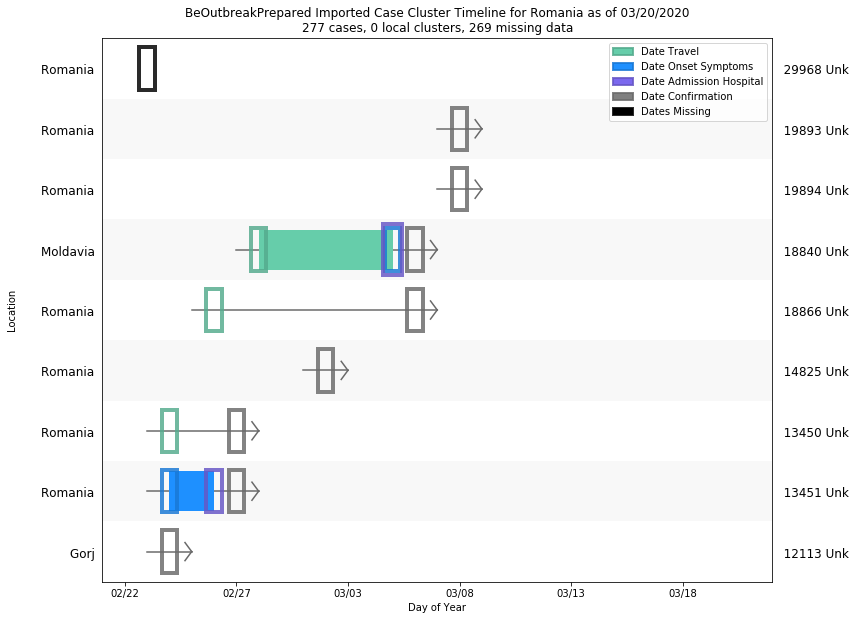 BeOutbreakPrepared Imported Case Cluster Timeline for Romania as of 03/20/2020
277 cases, 0 local clusters, 269 missing data
Date Travel
Date Onset Symptoms
Date Admission Hospital
Date Confirmation
Dates Missing
Romania 29968 Unk
Romania 19893 Unk
Romania 19894 Unk
Moldavia 18840 Unk
Romania 18866 Unk
Romania 14825 Unk
Romania 13450 Unk
Romania 13451 Unk
Gorj 12113 Unk
Location
02/22 02/27 03/03 03/08 03/13 03/18
Day of Year